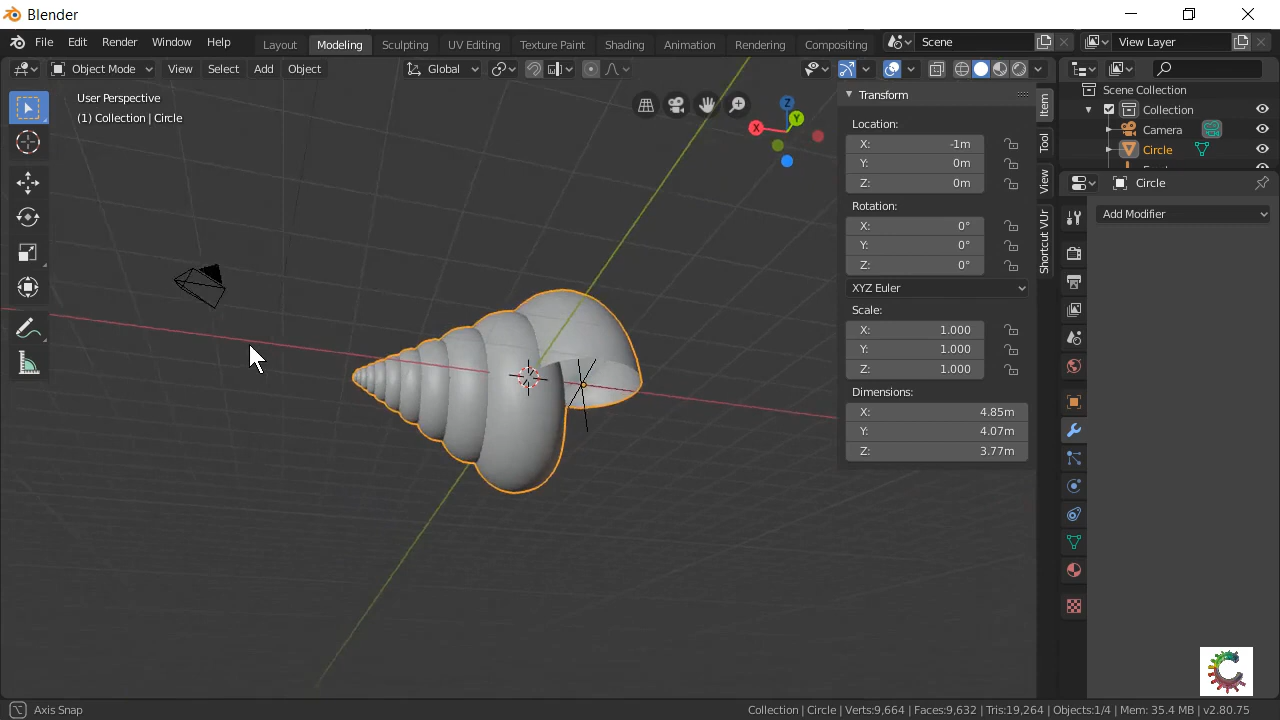 Blender
File Edit Render Window Help Layout Modeling Sculpting UV Editing Texture Paint Shading Animation Rendering Compositing Scene View Layer
Object Mode View Select Add Object Global
User Perspective
(1) Collection | Circle
Z
Y
X
Transform
Location:
X: -1m
Y: 0m
Z: 0m
Rotation:
X: 0°
Y: 0°
Z: 0°
XYZ Euler
Scale:
X: 1.000
Y: 1.000
Z: 1.000
Dimensions:
X: 4.85m
Y: 4.07m
Z: 3.77m
Item
Tool
View
Shortcut VUr
Scene Collection
Collection
Camera
Circle
Circle
Add Modifier
Axis Snap
Collection | Circle | Verts:9,664 | Faces:9,632 | Tris:19,264 | Objects:1/4 | Mem: 35.4 MB | v2.80.75